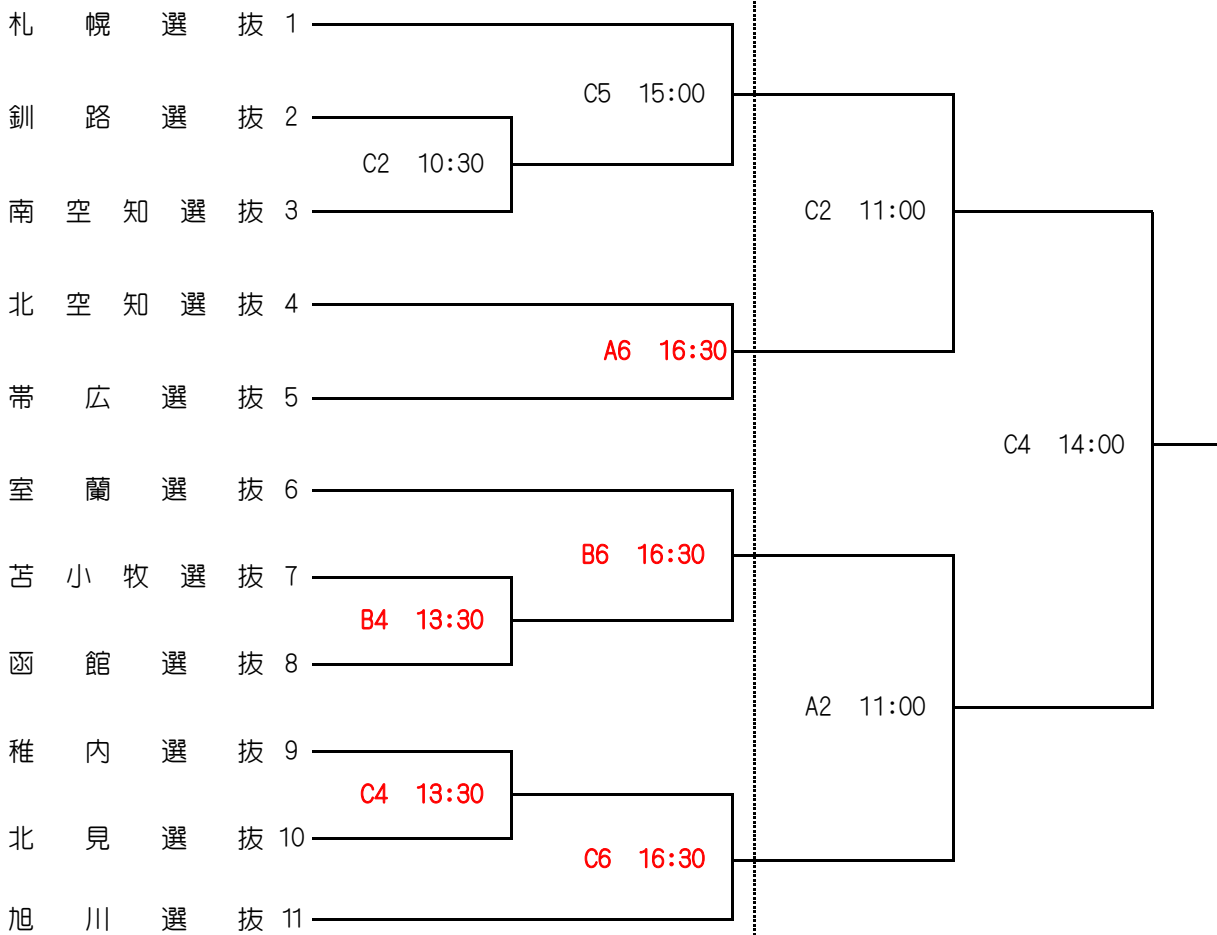 札幌選抜 1
C5 15:00
釧路選抜 2
C2 10:30
南空知選抜 3
C2 11:00
北空知選抜 4
A6 16:30
帯広選抜 5
C4 14:00
室蘭選抜 6
B6 16:30
苫小牧選抜 7
B4 13:30
函館選抜 8
A2 11:00
稚内選抜 9
C4 13:30
北見選抜 10
C6 16:30
旭川選抜 11